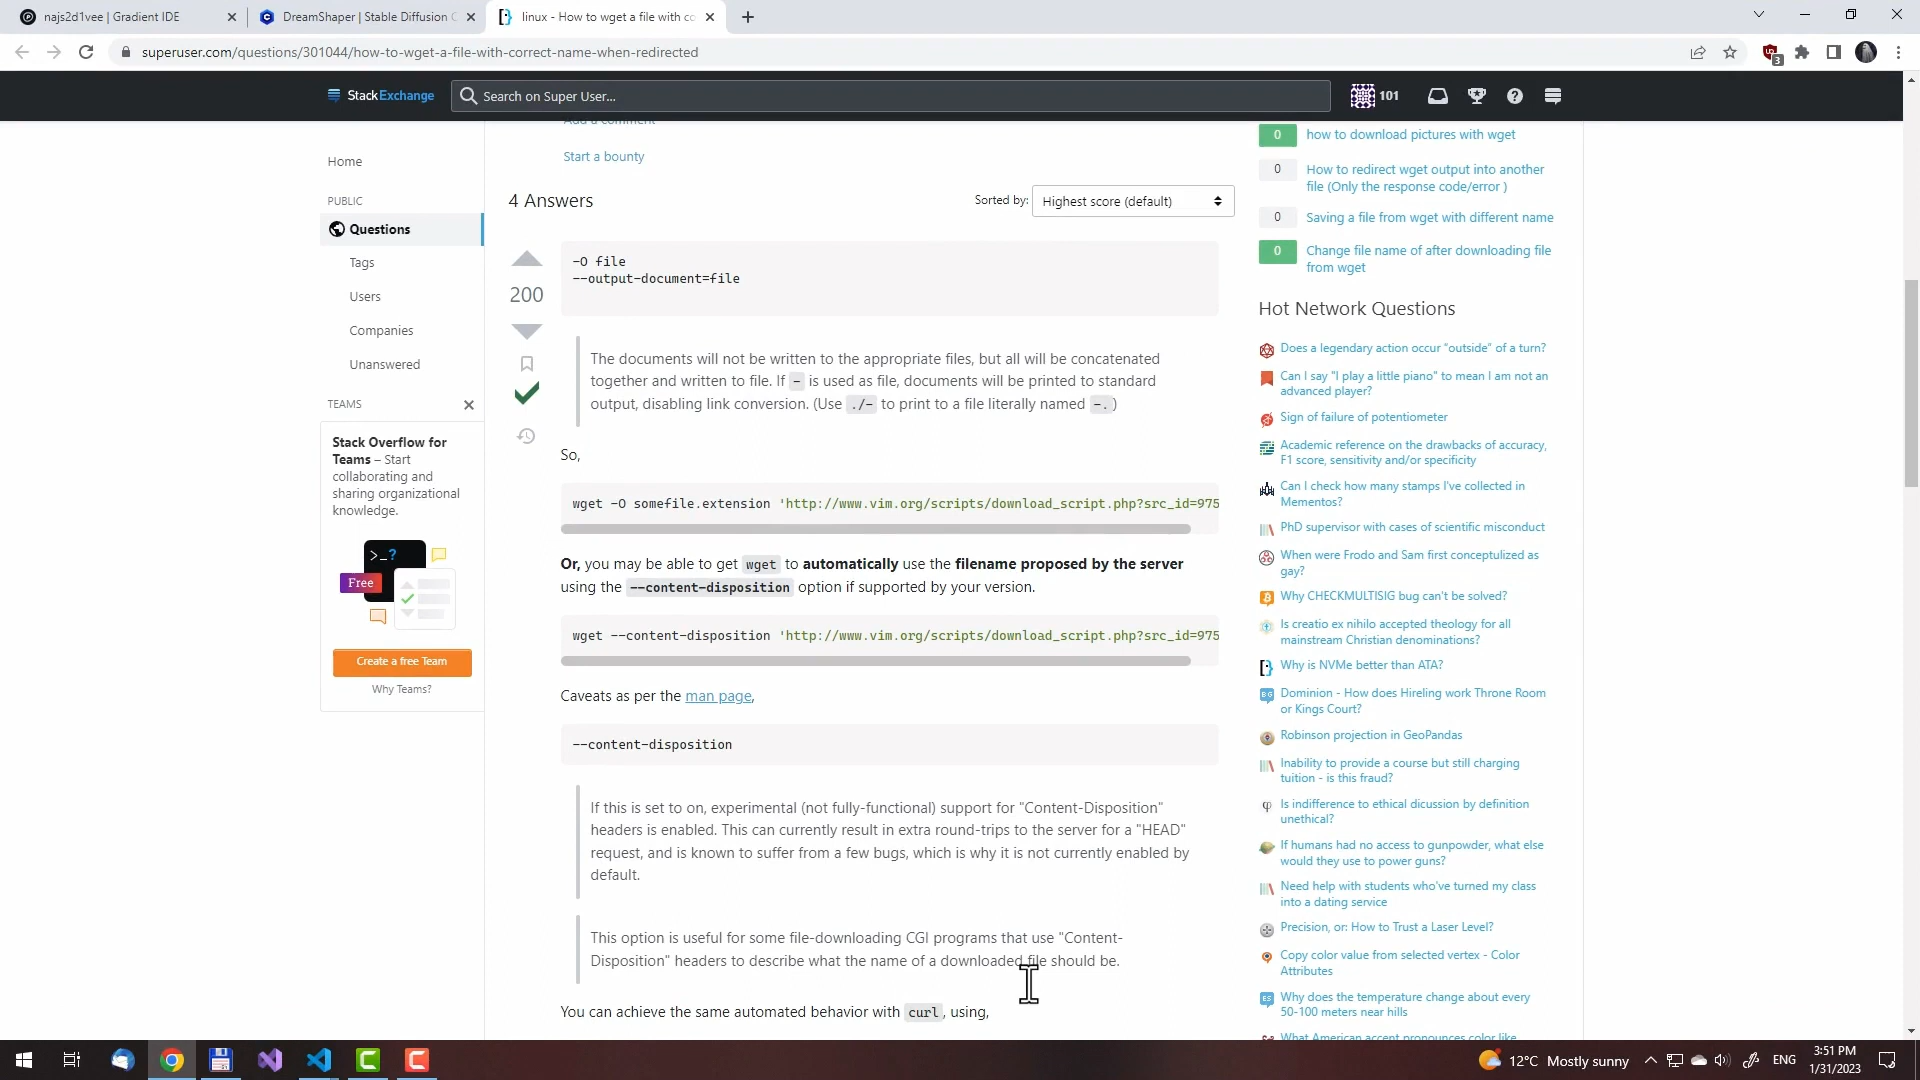 najs2d1vee | Gradient IDE
DreamShaper | Stable Diffusion C
linux - How to wget a file with co
superuser.com/questions/301044/how-to-wget-a-file-with-correct-name-when-redirected
3
StackExchange
Search on Super User...
101
Home
PUBLIC
Questions
Tags
Users
Companies
Unanswered
TEAMS
Stack Overflow for
Teams – Start
collaborating and
sharing organizational
knowledge.
>_?
Free
Create a free Team
Why Teams?
Add a comment
Start a bounty
4 Answers
Sorted by:
Highest score (default)
200
-O file
--output-document=file
The documents will not be written to the appropriate files, but all will be concatenated
together and written to file. If - is used as file, documents will be printed to standard
output, disabling link conversion. (Use ./- to print to a file literally named -.)
So,
wget -O somefile.extension 'http://www.vim.org/scripts/download_script.php?src_id=975
Or, you may be able to get wget to automatically use the filename proposed by the server
using the --content-disposition option if supported by your version.
wget --content-disposition 'http://www.vim.org/scripts/download_script.php?src_id=975
Caveats as per the man page,
--content-disposition
If this is set to on, experimental (not fully-functional) support for "Content-Disposition"
headers is enabled. This can currently result in extra round-trips to the server for a "HEAD"
request, and is known to suffer from a few bugs, which is why it is not currently enabled by
default.
This option is useful for some file-downloading CGI programs that use "Content-
Disposition" headers to describe what the name of a downloaded file should be.
You can achieve the same automated behavior with curl, using,
0 how to download pictures with wget
0 How to redirect wget output into another
file (Only the response code/error )
0 Saving a file from wget with different name
0 Change file name of after downloading file
from wget
Hot Network Questions
Does a legendary action occur "outside" of a turn?
Can I say "I play a little piano" to mean I am not an
advanced player?
Sign of failure of potentiometer
Academic reference on the drawbacks of accuracy,
F1 score, sensitivity and/or specificity
Can I check how many stamps I've collected in
Mementos?
PhD supervisor with cases of scientific misconduct
When were Frodo and Sam first conceptulized as
gay?
Why CHECKMULTISIG bug can't be solved?
Is creatio ex nihilo accepted theology for all
mainstream Christian denominations?
Why is NVMe better than ATA?
Dominion - How does Hireling work Throne Room
or Kings Court?
Robinson projection in GeoPandas
Inability to provide a course but still charging
tuition - is this fraud?
Is indifference to ethical dicussion by definition
unethical?
If humans had no access to gunpowder, what else
would they use to power guns?
Need help with students who've turned my class
into a dating service
Precision, or: How to Trust a Laser Level?
Copy color value from selected vertex - Color
Attributes
Why does the temperature change about every
50-100 meters near hills
What American accent pronounces color like
12°C Mostly sunny
ENG
3:51 PM
1/31/2023